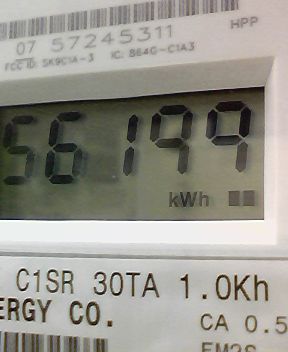 HPP
07 57245311
FCC ID: SK9C1A-3 IC: 864G-C1A3
56199
kWh
C1SR 30TA 1.0Kh
ERGY CO.
CA 0.5